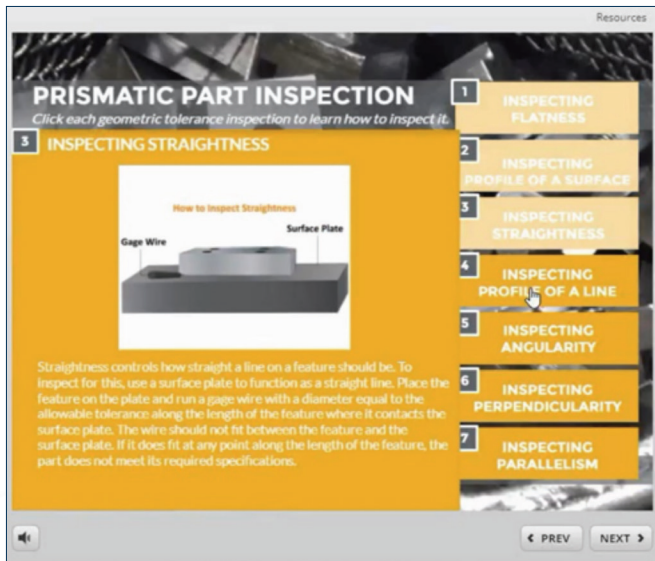 Resources
PRISMATIC PART INSPECTION
Click each geometric tolerance inspection to learn how to inspect it.
3 INSPECTING STRAIGHTNESS
How to Inspect Straightness
Surface Plate
Gage Wire
Straightness controls how straight a line on a feature should be. To
inspect for this, use a surface plate to function as a straight line. Place the
feature on the plate and run a gage wire with a diameter equal to the
allowable tolerance along the length of the feature where it contacts the
surface plate. The wire should not fit between the feature and the
surface plate. If it does fit at any point along the length of the feature, the
part does not meet its required specifications.
1
INSPECTING
FLATNESS
2
INSPECTING
PROFILE OF A SURFACE
3
INSPECTING
STRAIGHTNESS
4
INSPECTING
PROFILE OF A LINE
5
INSPECTING
ANGULARITY
6
INSPECTING
PERPENDICULARITY
7
INSPECTING
PARALLELISM
PREV
NEXT